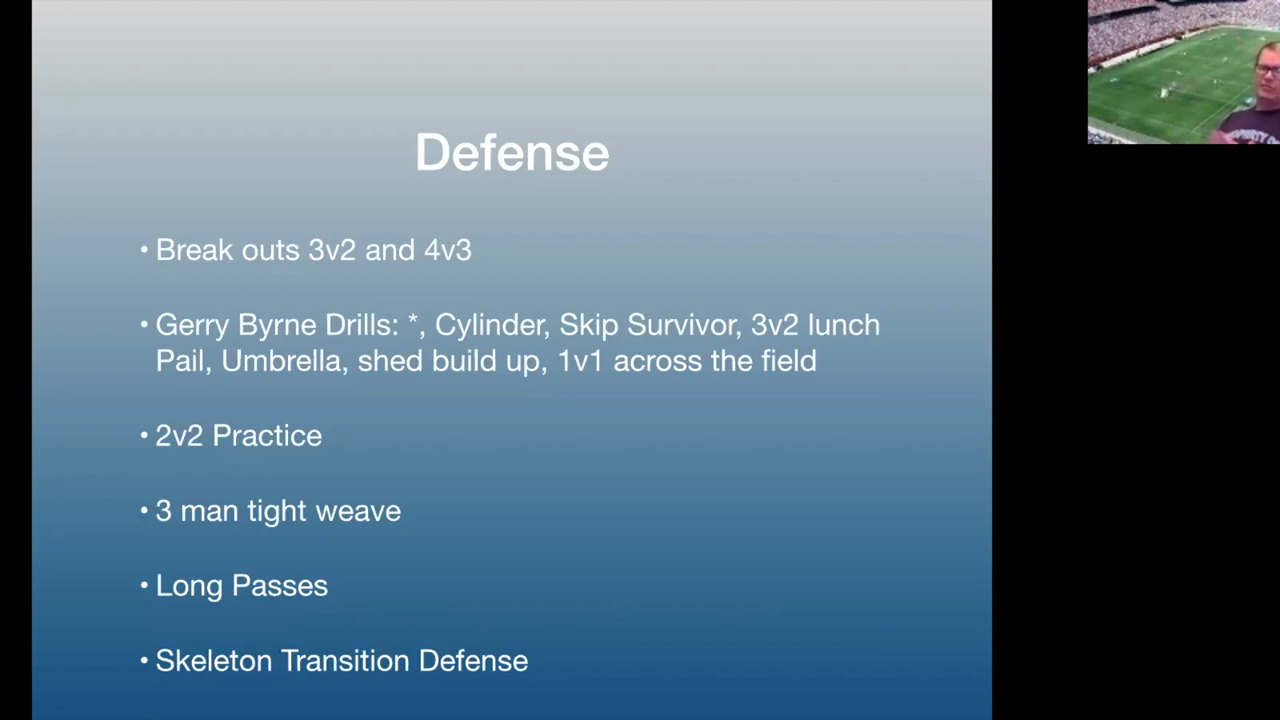 Defense
• Break outs 3v2 and 4v3
• Gerry Byrne Drills: *, Cylinder, Skip Survivor, 3v2 lunch
Pail, Umbrella, shed build up, 1v1 across the field
• 2v2 Practice
• 3 man tight weave
• Long Passes
• Skeleton Transition Defense